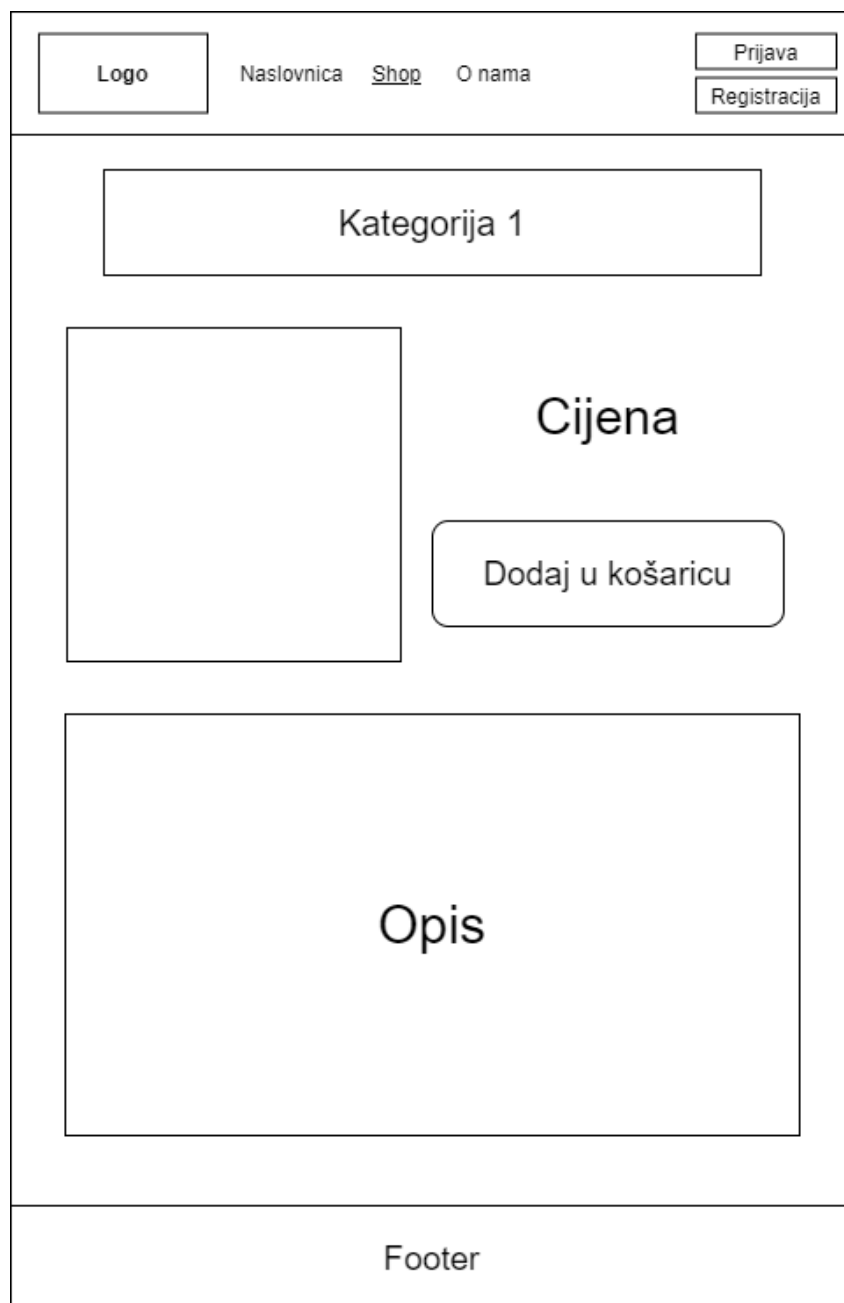 Logo
Naslovnica Shop O nama
Prijava
Registracija
Kategorija 1
Cijena
Dodaj u košaricu
Opis
Footer